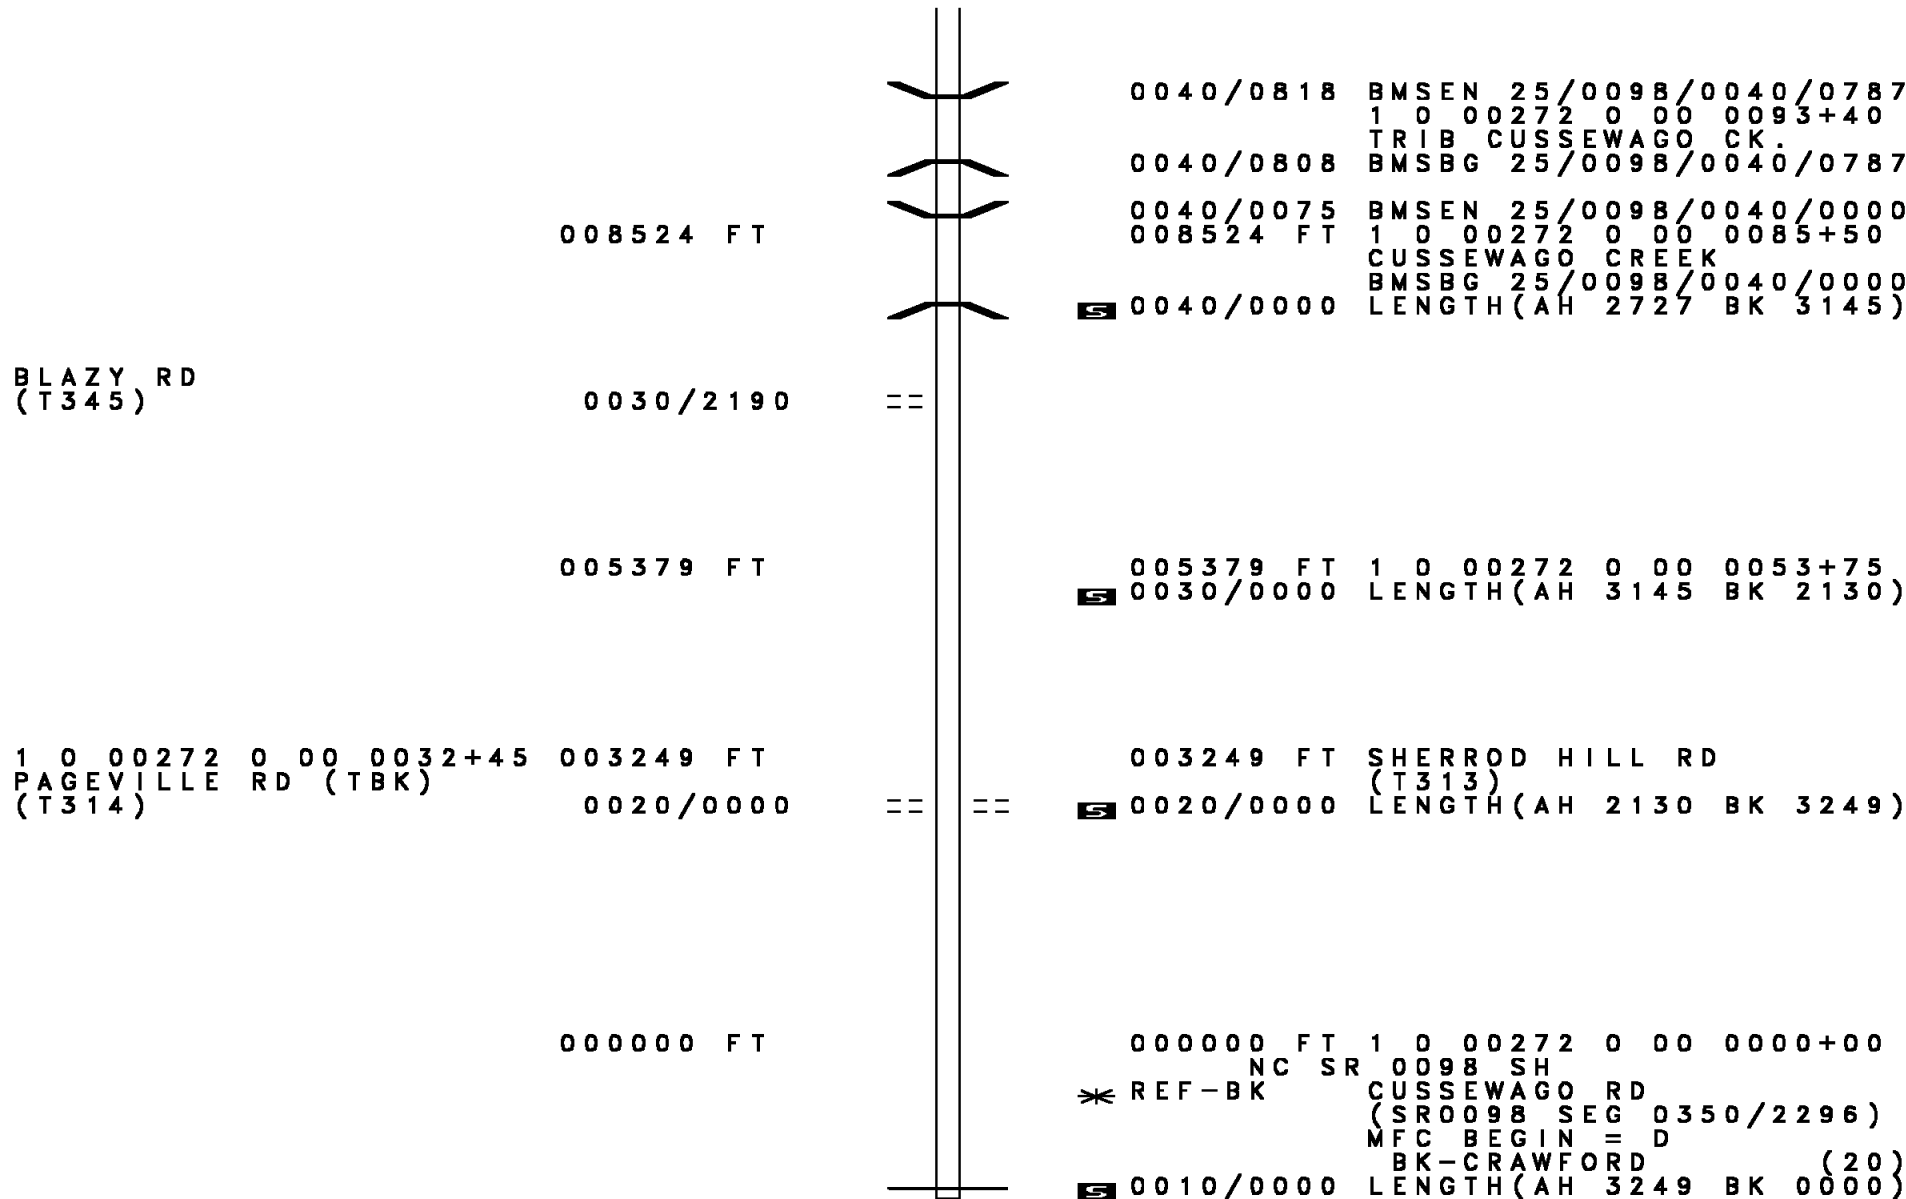 0040/0818 BMSEN 25/0098/0040/0787
1 0 00272 0 00 0093+40
TRIB CUSSEWAGO CK.
0040/0808 BMSBG 25/0098/0040/0787
0040/0075 BMSEN 25/0098/0040/0000
008524 FT 008524 FT 1 0 00272 0 00 0085+50
CUSSEWAGO CREEK
BMSBG 25/0098/0040/0000
S 0040/0000 LENGTH(AH 2727 BK 3145)
BLAZY RD
(T345) 0030/2190
005379 FT 005379 FT 1 0 00272 0 00 0053+75
S 0030/0000 LENGTH(AH 3145 BK 2130)
1 0 00272 0 00 0032+45 003249 FT 003249 FT SHERROD HILL RD
PAGEVILLE RD (TBK) (T313)
(T314) 0020/0000 S 0020/0000 LENGTH(AH 2130 BK 3249)
000000 FT 000000 FT 1 0 00272 0 00 0000+00
NC SR 0098 SH
REF-BK CUSSEWAGO RD
(SR0098 SEG 0350/2296)
MFC BEGIN = D
BK-CRAWFORD (20)
S 0010/0000 LENGTH(AH 3249 BK 0000)